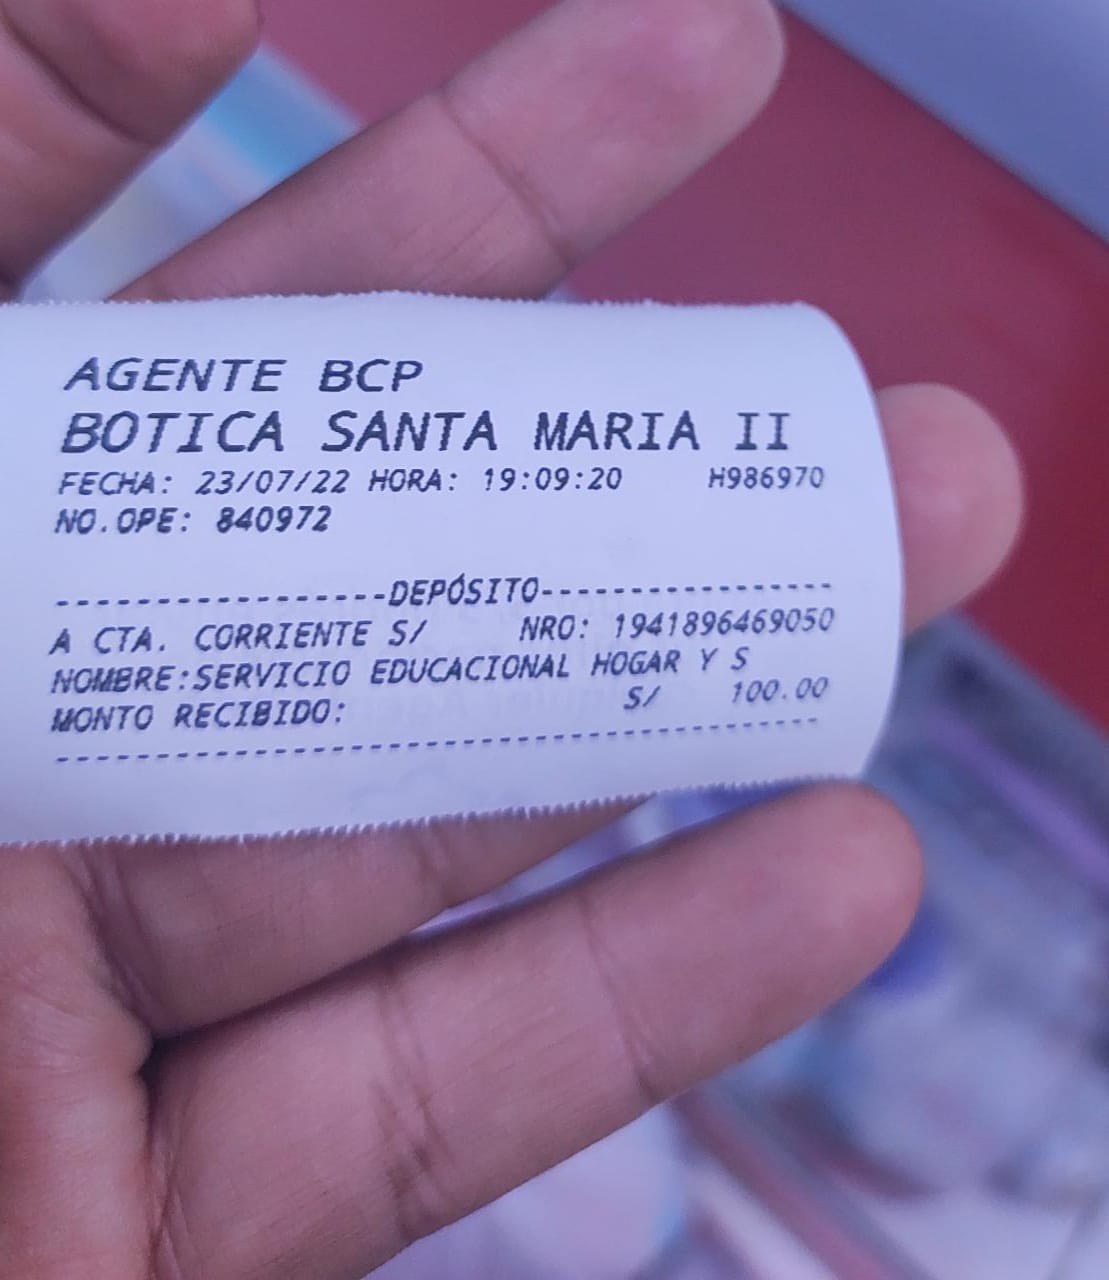 AGENTE BCP
BOTICA SANTA MARIA II
FECHA: 23/07/22 HORA: 19:09:20 H986970
NO.OPE: 840972
-----------------DEPÓSITO------------------
A CTA. CORRIENTE S/ NRO: 1941896469050
NOMBRE:SERVICIO EDUCACIONAL HOGAR Y S
MONTO RECIBIDO: S/ 100.00